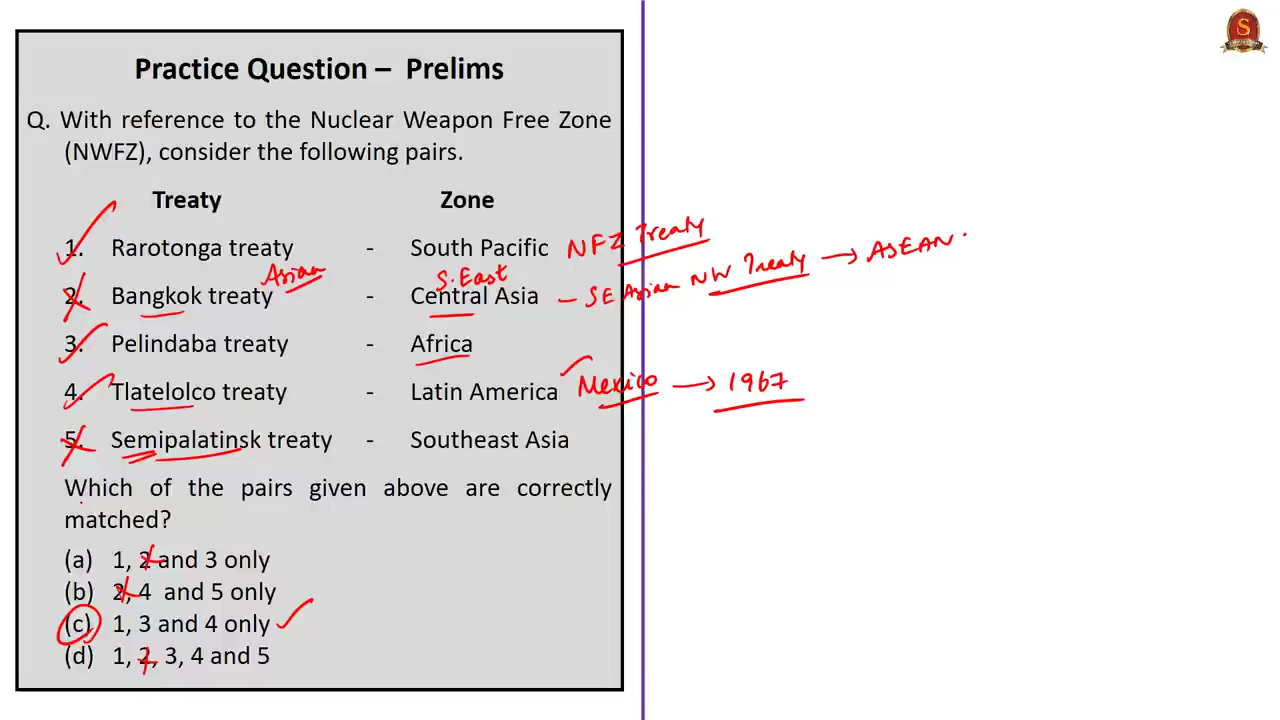 Practice Question – Prelims
Q. With reference to the Nuclear Weapon Free Zone
(NWFZ), consider the following pairs.
Treaty Zone
1. Rarotonga treaty - South Pacific NFZ Treaty
Asian S.East
2. Bangkok treaty - Central Asia – SE Asian NW Treaty → ASEAN
3. Pelindaba treaty - Africa
4. Tlatelolco treaty - Latin America Mexico → 1967
5. Semipalatinsk treaty - Southeast Asia
Which of the pairs given above are correctly
matched?
(a) 1, 2 and 3 only
(b) 2, 4 and 5 only
(c) 1, 3 and 4 only
(d) 1, 2, 3, 4 and 5
S